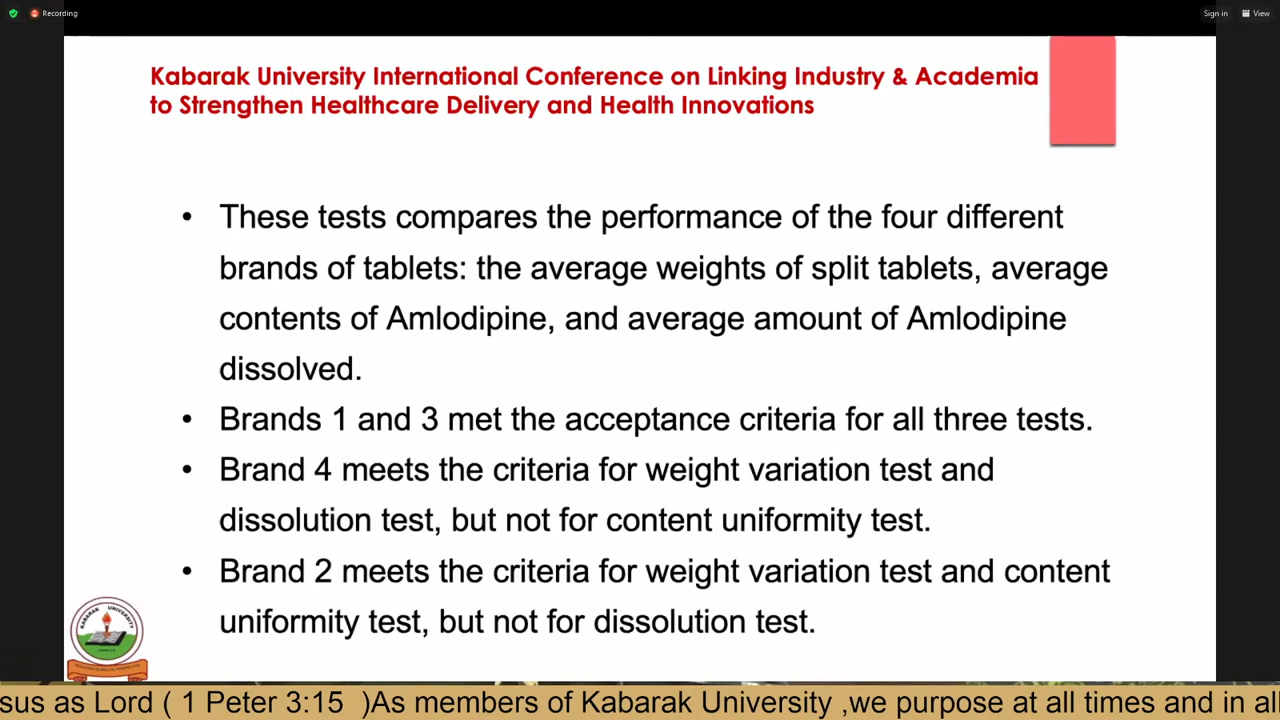 Recording
Sign in
View
Kabarak University International Conference on Linking Industry & Academia
to Strengthen Healthcare Delivery and Health Innovations
• These tests compares the performance of the four different
brands of tablets: the average weights of split tablets, average
contents of Amlodipine, and average amount of Amlodipine
dissolved.
• Brands 1 and 3 met the acceptance criteria for all three tests.
• Brand 4 meets the criteria for weight variation test and
dissolution test, but not for content uniformity test.
• Brand 2 meets the criteria for weight variation test and content
uniformity test, but not for dissolution test.
KABARAK UNIVERSITY
sus as Lord ( 1 Peter 3:15 )As members of Kabarak University ,we purpose at all times and in all